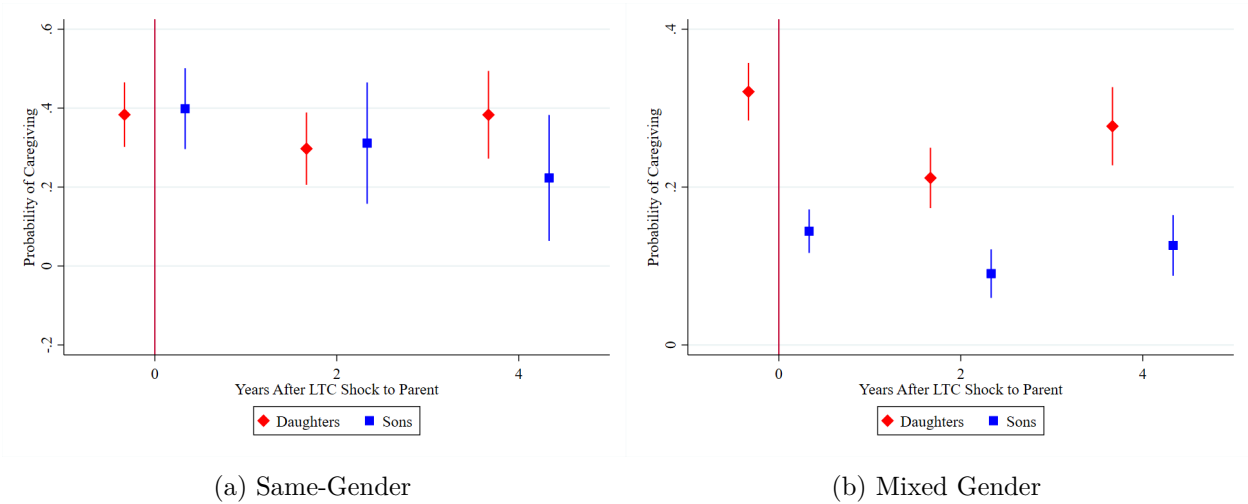 Probability of Caregiving
-.2 0 .2 .4 .6
0 2 4
Years After LTC Shock to Parent
Daughters Sons
(a) Same-Gender
Probability of Caregiving
0 .2 .4
0 2 4
Years After LTC Shock to Parent
Daughters Sons
(b) Mixed Gender